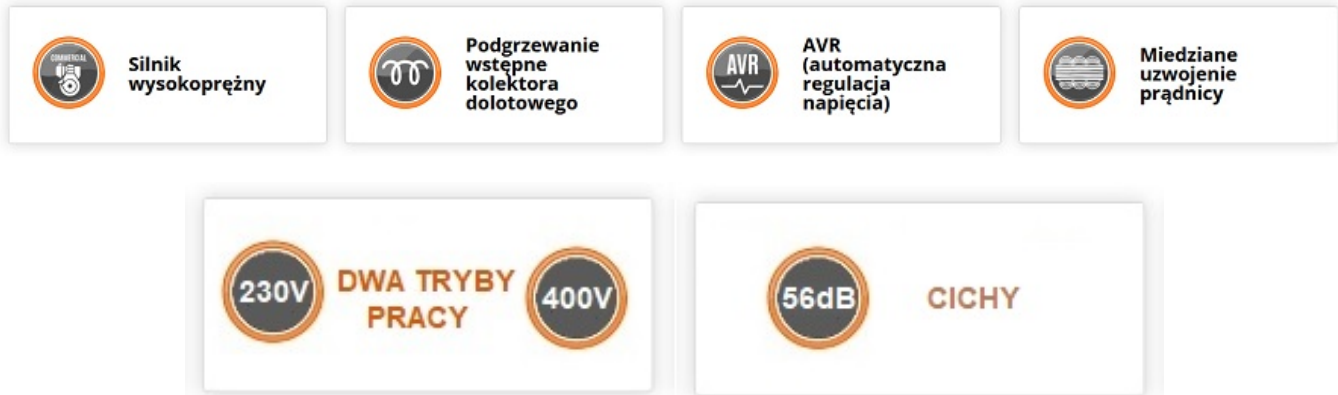 COMMERCIAL
Silnik
wysokoprężny
Podgrzewanie
wstępne
kolektora
dolotowego
AVR
AVR
(automatyczna
regulacja
napięcia)
Miedziane
uzwojenie
prądnicy
230V
DWA TRYBY
PRACY
400V
56dB
CICHY